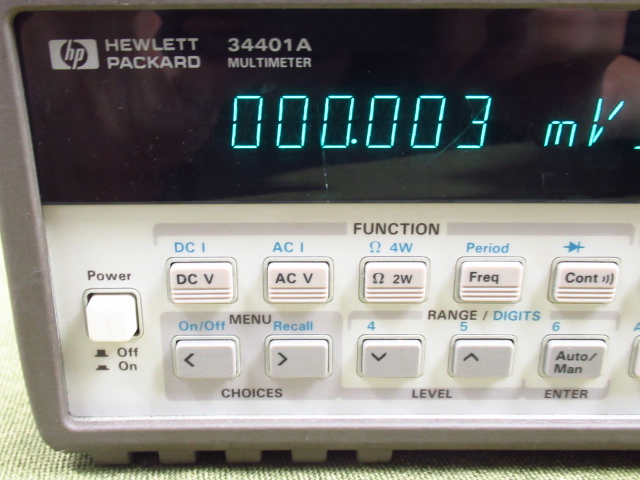 hp HEWLETT PACKARD 34401A MULTIMETER
000.003 mV
FUNCTION
DC I AC I Ω 4W Period
DC V AC V Ω 2W Freq Cont
Power
On/Off MENU Recall
RANGE / DIGITS
4 5 6
< > Auto/Man
Off
On
CHOICES LEVEL ENTER